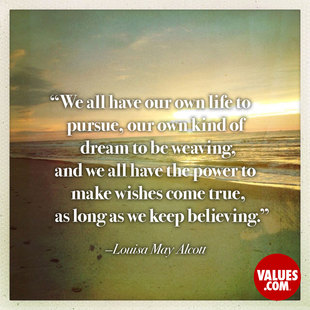 “We all have our own life to
pursue, our own kind of
dream to be weaving,
and we all have the power to
make wishes come true,
as long as we keep believing.”
–Louisa May Alcott
VALUES
.COM